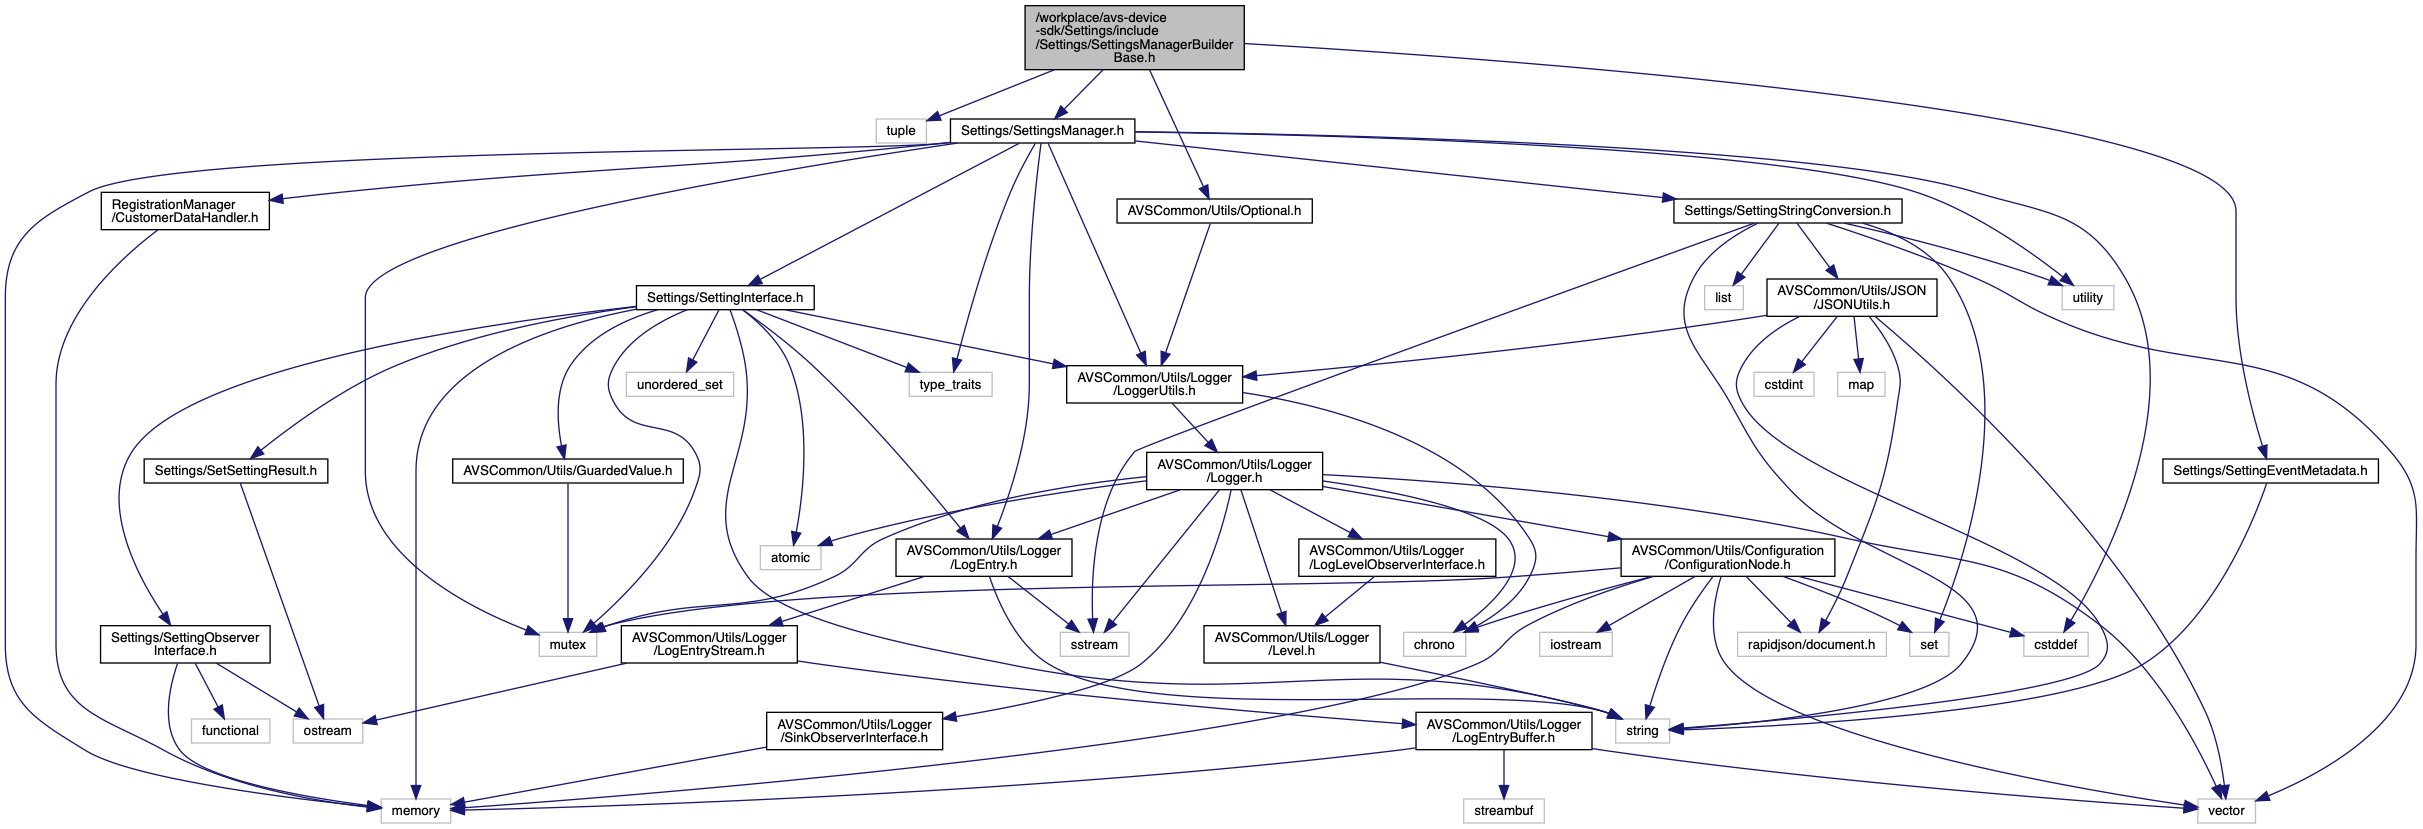 /workplace/avs-device
-sdk/Settings/include
/Settings/SettingsManagerBuilder
Base.h
tuple
Settings/SettingsManager.h
RegistrationManager
/CustomerDataHandler.h
AVSCommon/Utils/Optional.h
Settings/SettingStringConversion.h
Settings/SettingInterface.h
list
AVSCommon/Utils/JSON
/JSONUtils.h
utility
unordered_set
type_traits
AVSCommon/Utils/Logger
/LoggerUtils.h
cstdint
map
Settings/SetSettingResult.h
AVSCommon/Utils/GuardedValue.h
AVSCommon/Utils/Logger
/Logger.h
Settings/SettingEventMetadata.h
atomic
AVSCommon/Utils/Logger
/LogEntry.h
AVSCommon/Utils/Logger
/LogLevelObserverInterface.h
AVSCommon/Utils/Configuration
/ConfigurationNode.h
Settings/SettingObserver
Interface.h
mutex
AVSCommon/Utils/Logger
/LogEntryStream.h
sstream
AVSCommon/Utils/Logger
/Level.h
chrono
iostream
rapidjson/document.h
set
cstddef
functional
ostream
AVSCommon/Utils/Logger
/SinkObserverInterface.h
AVSCommon/Utils/Logger
/LogEntryBuffer.h
string
memory
streambuf
vector